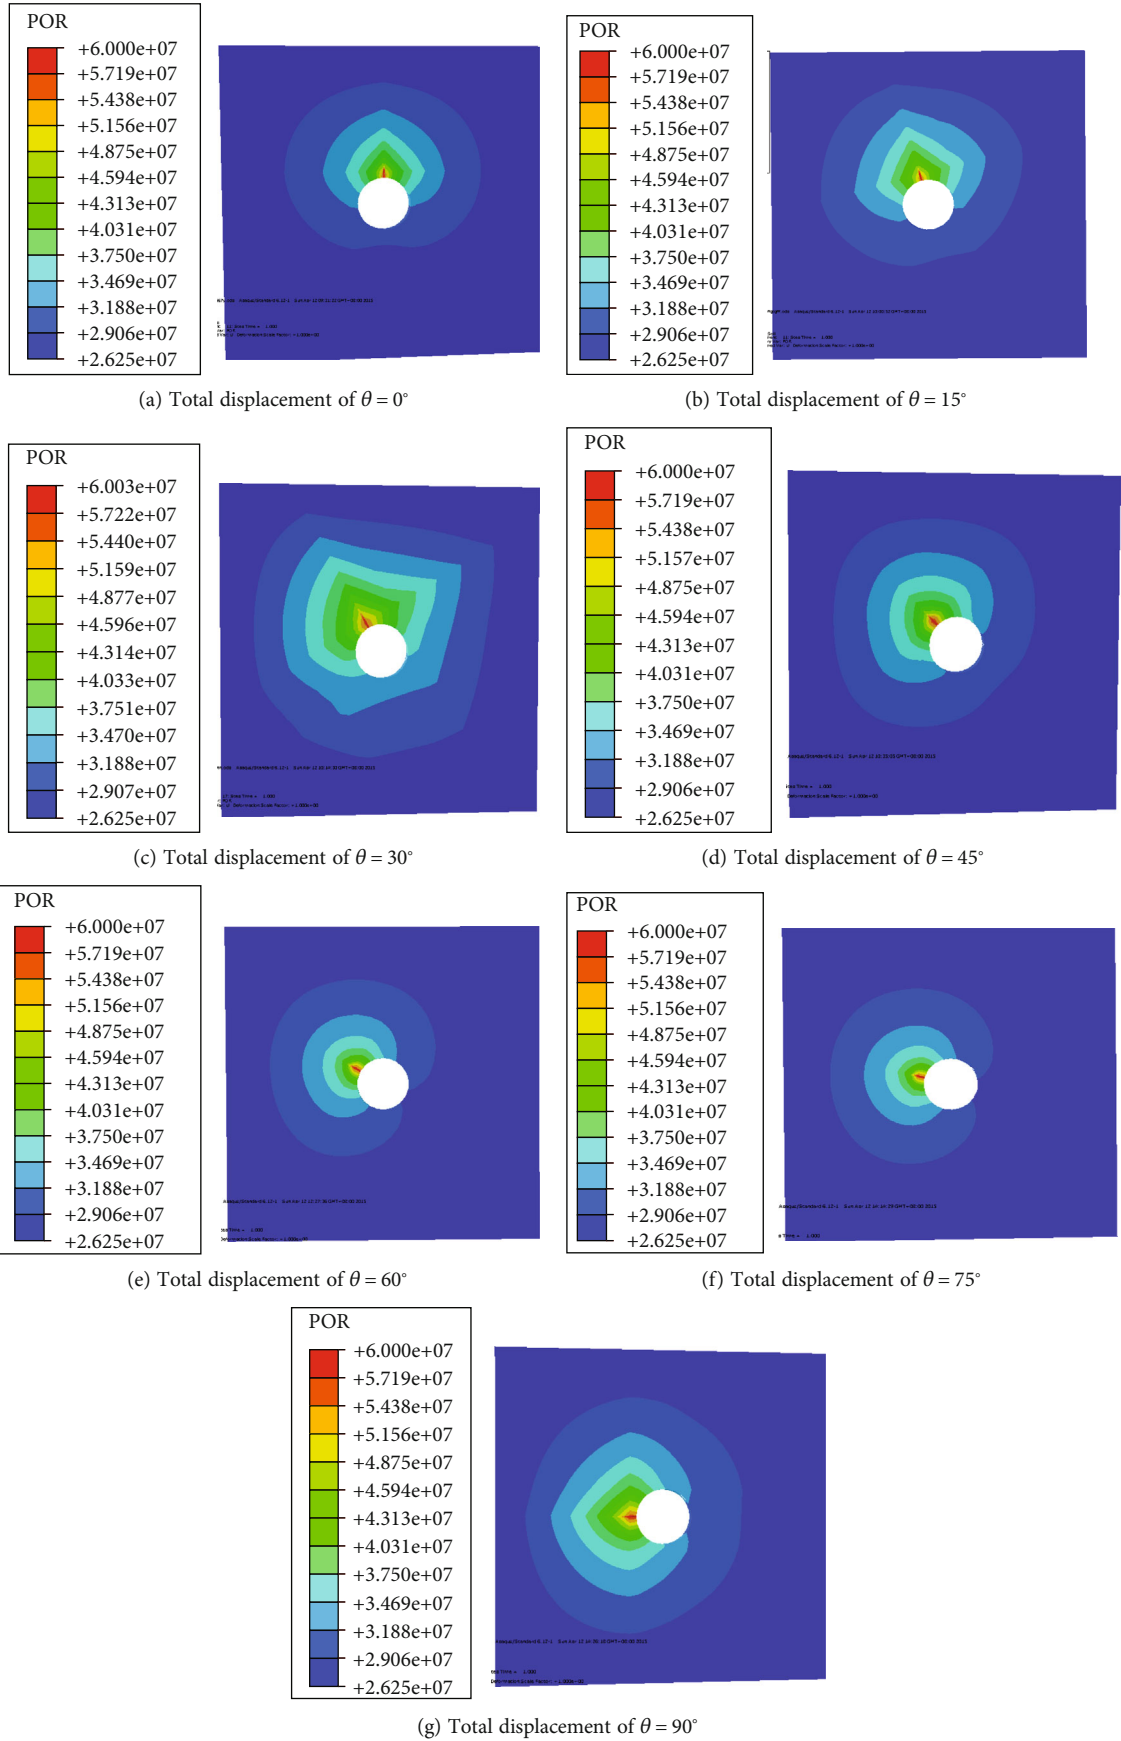 POR
+6.000e+07
+5.719e+07
+5.438e+07
+5.156e+07
+4.875e+07
+4.594e+07
+4.313e+07
+4.031e+07
+3.750e+07
+3.469e+07
+3.188e+07
+2.906e+07
+2.625e+07
(a) Total displacement of θ = 0°
POR
+6.000e+07
+5.719e+07
+5.438e+07
+5.156e+07
+4.875e+07
+4.594e+07
+4.313e+07
+4.031e+07
+3.750e+07
+3.469e+07
+3.188e+07
+2.906e+07
+2.625e+07
(b) Total displacement of θ = 15°
POR
+6.003e+07
+5.722e+07
+5.440e+07
+5.159e+07
+4.877e+07
+4.596e+07
+4.314e+07
+4.033e+07
+3.751e+07
+3.470e+07
+3.188e+07
+2.907e+07
+2.625e+07
(c) Total displacement of θ = 30°
POR
+6.000e+07
+5.719e+07
+5.438e+07
+5.157e+07
+4.875e+07
+4.594e+07
+4.313e+07
+4.031e+07
+3.750e+07
+3.469e+07
+3.188e+07
+2.906e+07
+2.625e+07
(d) Total displacement of θ = 45°
POR
+6.000e+07
+5.719e+07
+5.438e+07
+5.156e+07
+4.875e+07
+4.594e+07
+4.313e+07
+4.031e+07
+3.750e+07
+3.469e+07
+3.188e+07
+2.906e+07
+2.625e+07
(e) Total displacement of θ = 60°
POR
+6.000e+07
+5.719e+07
+5.438e+07
+5.156e+07
+4.875e+07
+4.594e+07
+4.313e+07
+4.031e+07
+3.750e+07
+3.469e+07
+3.188e+07
+2.906e+07
+2.625e+07
(f) Total displacement of θ = 75°
POR
+6.000e+07
+5.719e+07
+5.438e+07
+5.156e+07
+4.875e+07
+4.594e+07
+4.313e+07
+4.031e+07
+3.750e+07
+3.469e+07
+3.188e+07
+2.906e+07
+2.625e+07
(g) Total displacement of θ = 90°